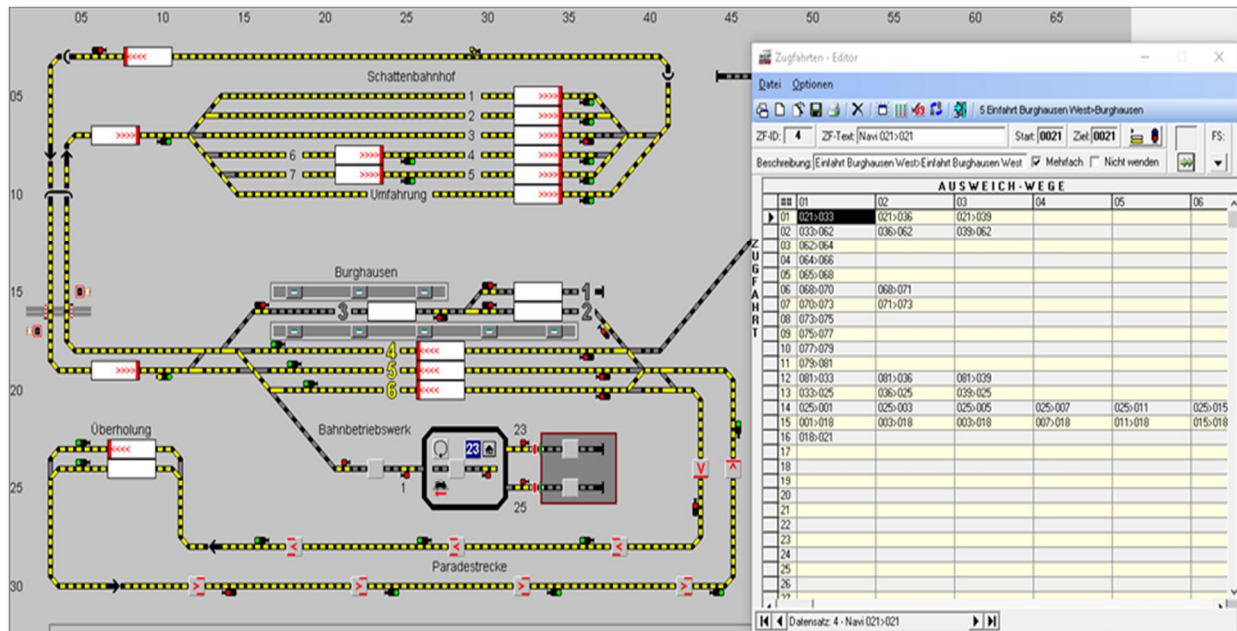 05 10 20 25 30 35 40 45 50 55 60 65
Zugfahrten - Editor
Datei Optionen
5 Einfahrt Burghausen West>Burghausen
ZF-ID: 4 ZF-Text: Navi 021>021 Start: 0021 Ziel: 0021 FS:
Beschreibung: Einfahrt Burghausen West>Einfahrt Burghausen West Mehrfach Nicht wenden
AUSWEICH-WEGE
## 01 02 03 04 05 06
01 021>033 021>036 021>039
02 033>062 036>062 039>062
03 062>064
04 064>066
05 065>068
06 068>070 068>071
07 070>073 071>073
08 073>075
09 075>077
10 077>079
11 079>081
12 081>033 081>036 081>039
13 033>025 036>025 039>025
14 025>001 025>003 025>005 025>007 025>011 025>015
15 001>018 003>018 003>018 007>018 011>018 015>018
16 018>021
17
18
19
20
21
22
23
24
25
26
27
ZUGFAHRT
Datensatz: 4 - Navi 021>021
Schattenbahnhof
05
1
2
3
6 4
7 5
10
Umfahrung
Burghausen
15
1
3 2
4
5
20
6
Überholung
Bahnbetriebswerk
23
23
25
1
25
Paradestrecke
30